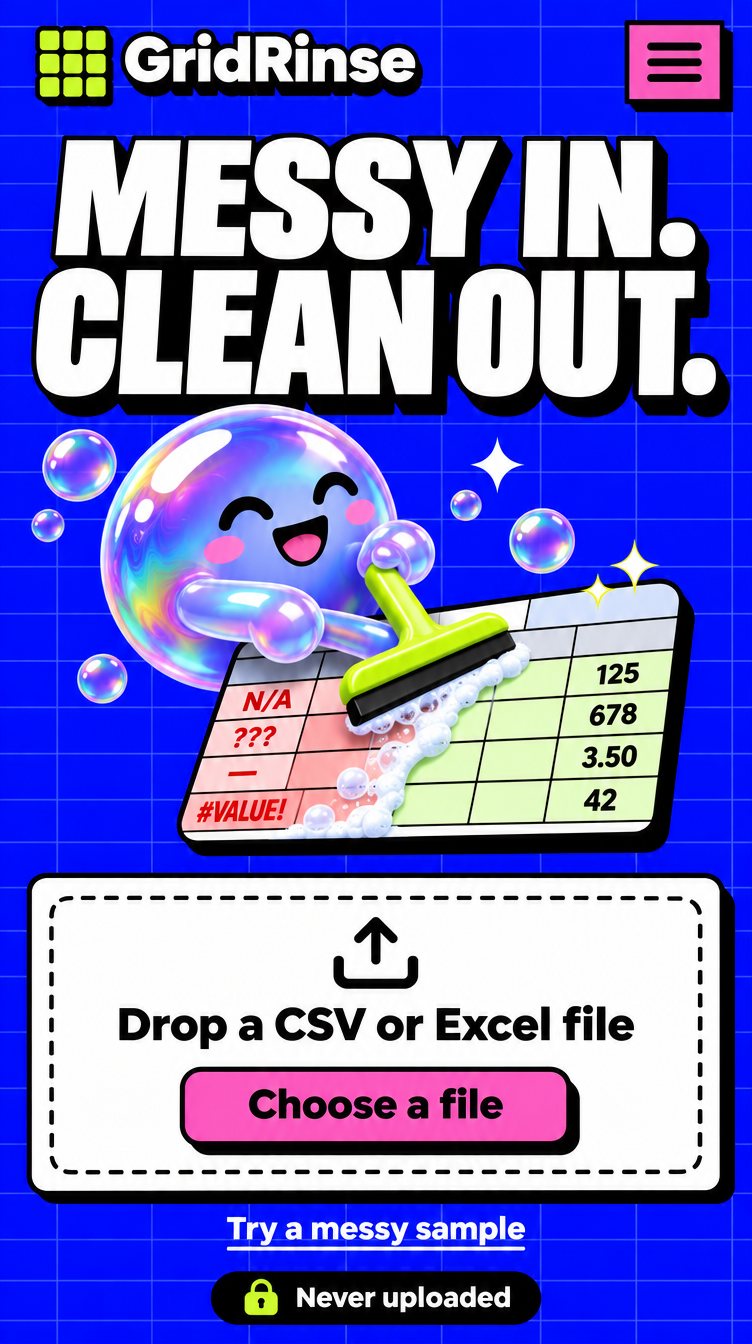 GridRinse
MESSY IN.
CLEAN OUT.
N/A
125
???
678
—
3.50
#VALUE!
42
Drop a CSV or Excel file
Choose a file
Try a messy sample
Never uploaded